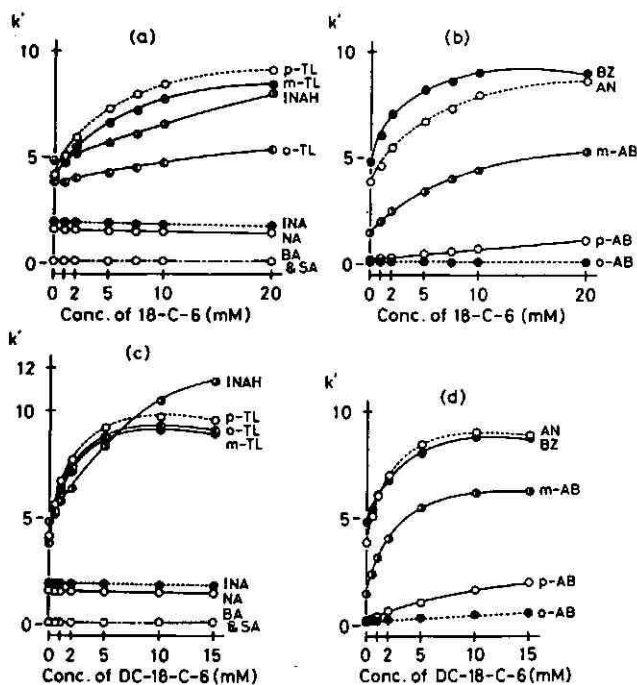 k'
(a)
10
5
0
p-TL
m-TL
INAH
o-TL
INA
NA
BA
& SA
0 2 5 10 20
Conc. of 18-C-6 (mM)
k'
(b)
10
5
0
BZ
AN
m-AB
p-AB
o-AB
0 1 2 5 10 20
Conc. of 18-C-6 (mM)
k'
(c)
12
10
5
0
INAH
p-TL
o-TL
m-TL
INA
NA
BA
& SA
0 2 5 10 15
Conc. of DC-18-C-6 (mM)
k'
(d)
10
5
0
AN
BZ
m-AB
p-AB
o-AB
0 2 5 10 15
Conc. of DC-18-C-6 (mM)